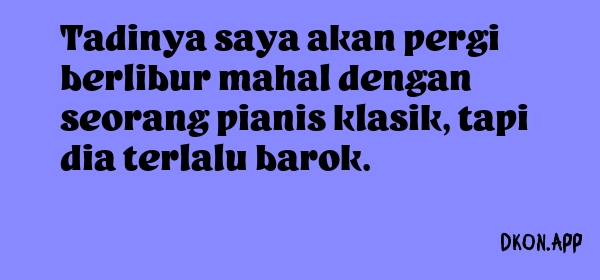 Tadinya saya akan pergi
berlibur mahal dengan
seorang pianis klasik, tapi
dia terlalu barok.
DKON.APP